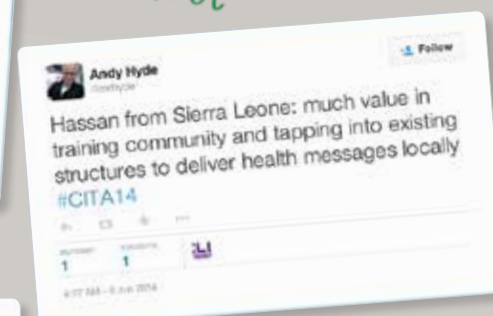 Andy Hyde
Follow
Hassan from Sierra Leone: much value in
training community and tapping into existing
structures to deliver health messages locally
#CITA14
1 1